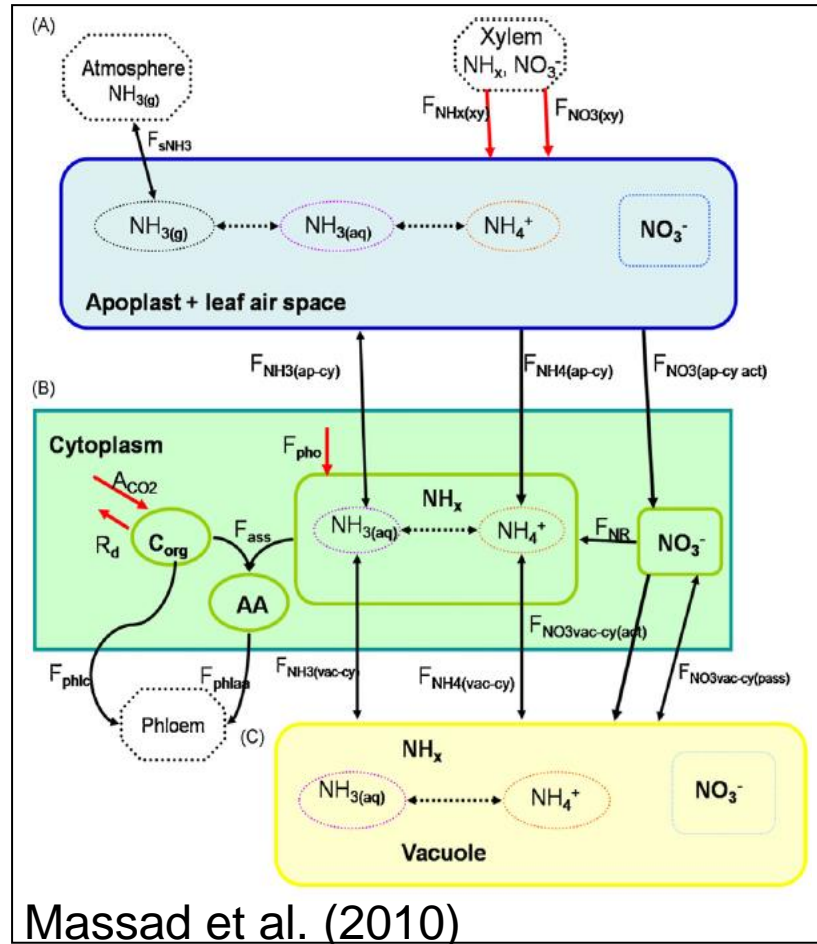 (A)
Atmosphere
NH3(g)
Xylem
NHx, NO3-
FsNH3
FNHx(xy)
FNO3(xy)
NH3(g)
NH3(aq)
NH4+
NO3-
Apoplast + leaf air space
FNH3(ap-cy)
FNH4(ap-cy)
FNO3(ap-cy act)
(B)
Cytoplasm
Fpho
ACO2
Rd
Corg
Fass
AA
NHx
NH3(aq)
NH4+
FNR
NO3-
FNO3vac-cy(act)
Fphlc
Fphlaa
FNH3(vac-cy)
FNH4(vac-cy)
FNO3vac-cy(pass)
Phloem
(C)
NHx
NH3(aq)
NH4+
NO3-
Vacuole
Massad et al. (2010)